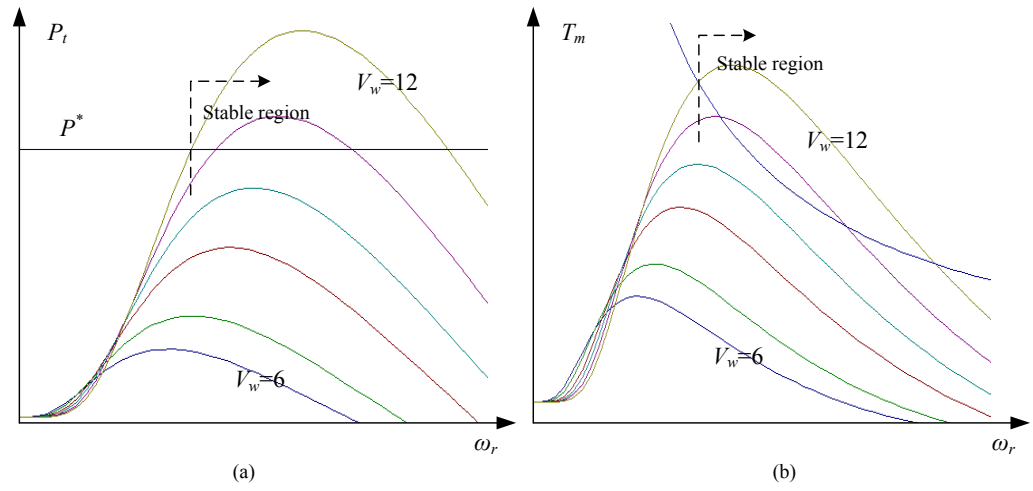 P_t
V_w=12
Stable region
P^*
V_w=6
ω_r
(a)
T_m
Stable region
V_w=12
V_w=6
ω_r
(b)